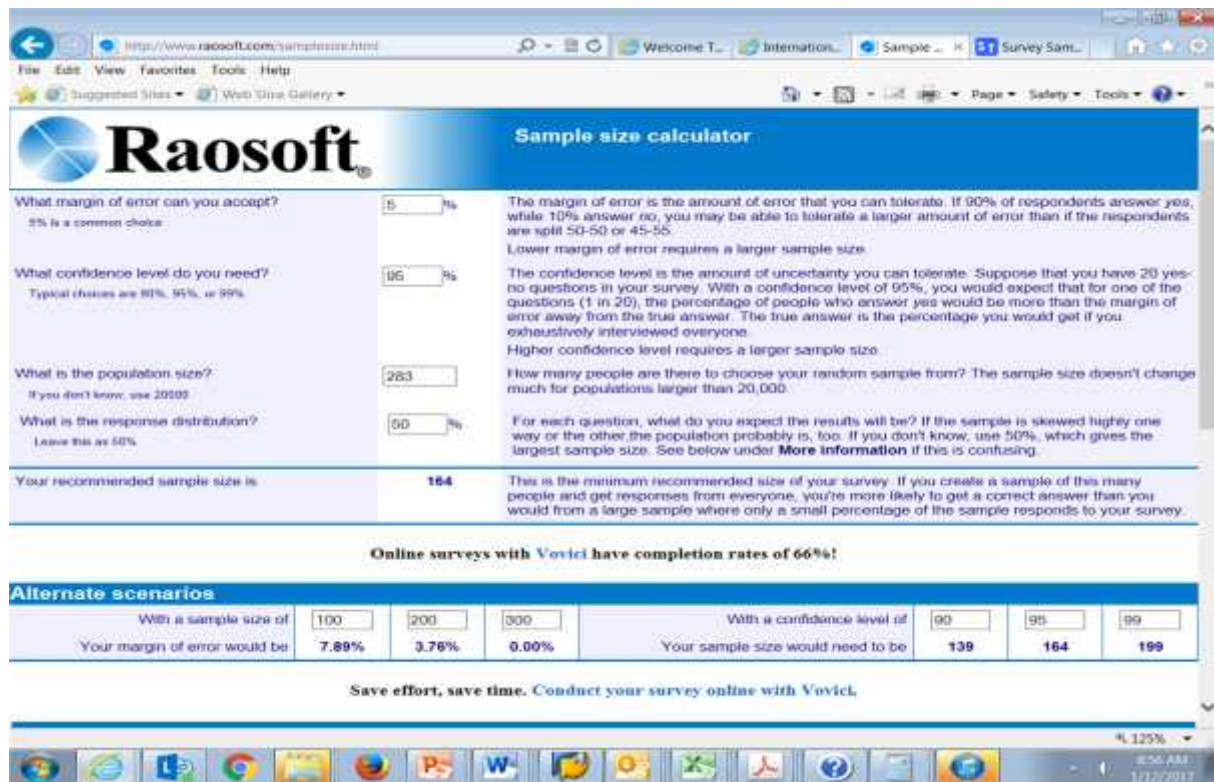 http://www.raosoft.com/samplesize.html
Welcome T...
Internation...
Sample ...
Survey Sam...
File Edit View Favorites Tools Help
Suggested Sites Web Slice Gallery
Page Safety Tools
Raosoft®
Sample size calculator
What margin of error can you accept?
5% is a common choice
5 %
The margin of error is the amount of error that you can tolerate. If 90% of respondents answer yes,
while 10% answer no, you may be able to tolerate a larger amount of error than if the respondents
are split 50-50 or 45-55.
Lower margin of error requires a larger sample size.
What confidence level do you need?
Typical choices are 90%, 95%, or 99%
95 %
The confidence level is the amount of uncertainty you can tolerate. Suppose that you have 20 yes-
no questions in your survey. With a confidence level of 95%, you would expect that for one of the
questions (1 in 20), the percentage of people who answer yes would be more than the margin of
error away from the true answer. The true answer is the percentage you would get if you
exhaustively interviewed everyone.
Higher confidence level requires a larger sample size.
What is the population size?
If you don't know, use 20000
283
How many people are there to choose your random sample from? The sample size doesn't change
much for populations larger than 20,000.
What is the response distribution?
Leave this as 50%
50 %
For each question, what do you expect the results will be? If the sample is skewed highly one
way or the other,the population probably is, too. If you don't know, use 50%, which gives the
largest sample size. See below under More information if this is confusing.
Your recommended sample size is
164
This is the minimum recommended size of your survey. If you create a sample of this many
people and get responses from everyone, you're more likely to get a correct answer than you
would from a large sample where only a small percentage of the sample responds to your survey.
Online surveys with Vovici have completion rates of 66%!
Alternate scenarios
With a sample size of 100 200 300 With a confidence level of 90 95 99
Your margin of error would be 7.89% 3.76% 0.00% Your sample size would need to be 139 164 199
Save effort, save time. Conduct your survey online with Vovici.
125%
8:56 AM